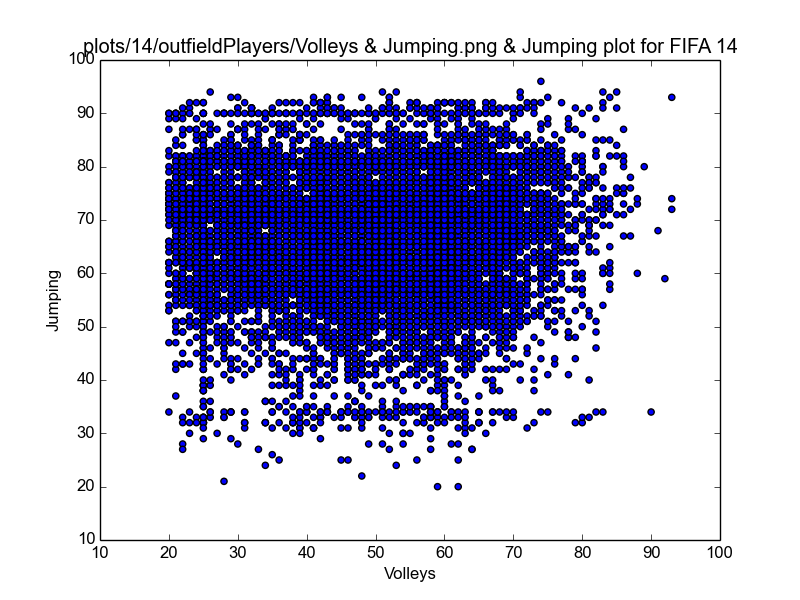 plots/14/outfieldPlayers/Volleys & Jumping.png & Jumping plot for FIFA 14
100
90
80
70
60
50
40
30
20
10
Jumping
10 20 30 40 50 60 70 80 90 100
Volleys